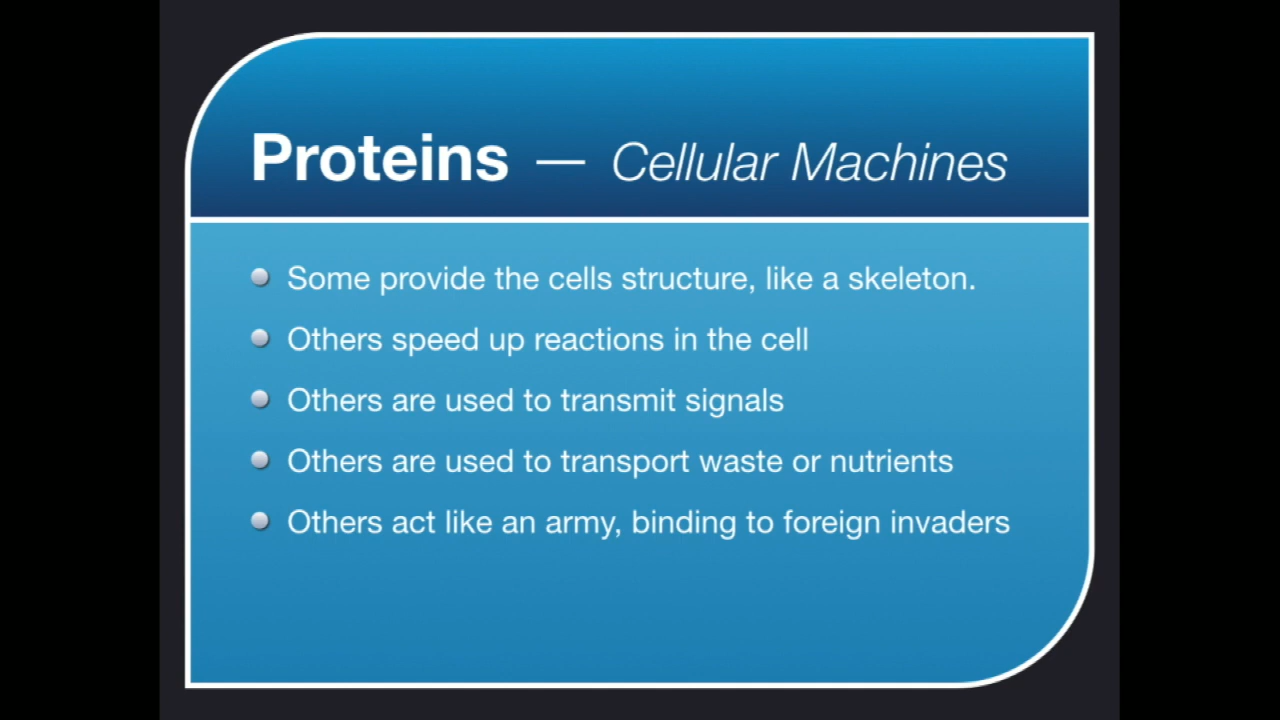 Proteins — Cellular Machines
Some provide the cells structure, like a skeleton.
Others speed up reactions in the cell
Others are used to transmit signals
Others are used to transport waste or nutrients
Others act like an army, binding to foreign invaders